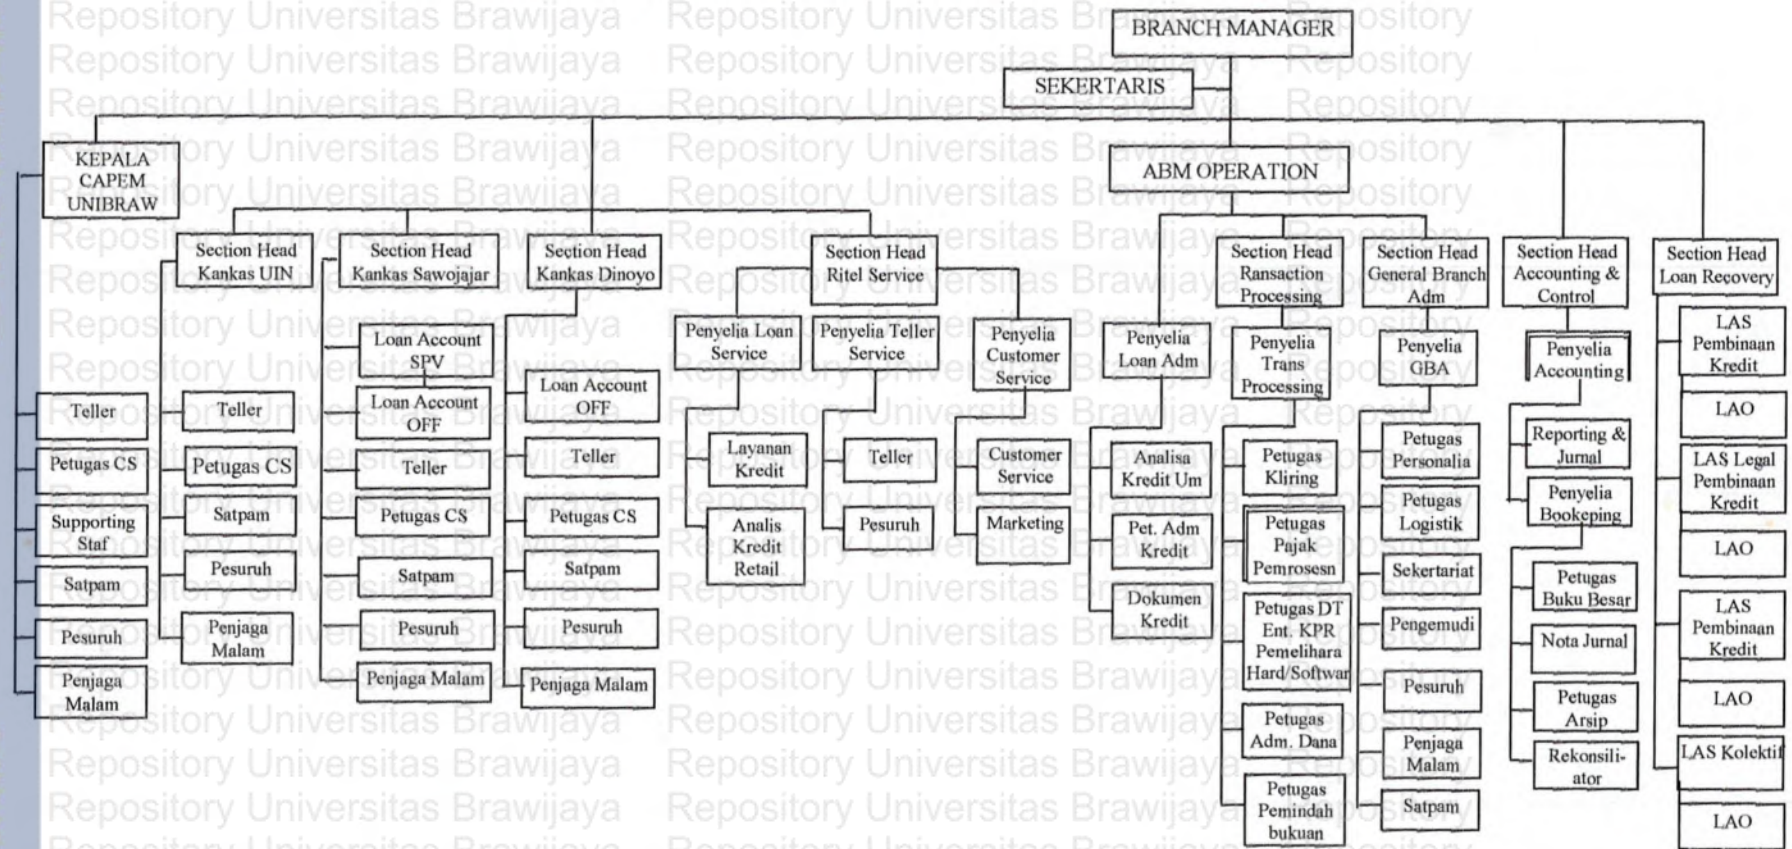 BRANCH MANAGER
SEKERTARIS
KEPALA
CAPEM
UNIBRAW
ABM OPERATION
Section Head
Kankas UIN
Section Head
Kankas Sawojajar
Section Head
Kankas Dinoyo
Section Head
Ritel Service
Section Head
Ransaction
Processing
Section Head
General Branch
Adm
Section Head
Accounting &
Control
Section Head
Loan Recovery
Teller
Petugas CS
Supporting
Staf
Satpam
Pesuruh
Penjaga
Malam
Teller
Petugas CS
Satpam
Pesuruh
Penjaga
Malam
Loan Account
SPV
Loan Account
OFF
Teller
Petugas CS
Satpam
Pesuruh
Penjaga Malam
Loan Account
OFF
Teller
Petugas CS
Satpam
Pesuruh
Penjaga Malam
Penyelia Loan
Service
Layanan
Kredit
Analis
Kredit
Retail
Penyelia Teller
Service
Teller
Pesuruh
Penyelia
Customer
Service
Customer
Service
Marketing
Penyelia
Loan Adm
Analisa
Kredit Um
Pet. Adm
Kredit
Dokumen
Kredit
Penyelia
Trans
Processing
Petugas
Kliring
Petugas
Pajak
Pemrosesn
Petugas DT
Ent. KPR
Pemelihara
Hard/Softwar
Petugas
Adm. Dana
Petugas
Pemindah
bukuan
Penyelia
GBA
Petugas
Personalia
Petugas
Logistik
Sekertariat
Pengemudi
Pesuruh
Penjaga
Malam
Satpam
Penyelia
Accounting
Reporting &
Jurnal
Penyelia
Bookeping
Petugas
Buku Besar
Nota Jurnal
Petugas
Arsip
Rekonsili-
ator
LAS
Pembinaan
Kredit
LAO
LAS Legal
Pembinaan
Kredit
LAO
LAS
Pembinaan
Kredit
LAO
LAS Kolektif
LAO
Repository Universitas Brawijaya